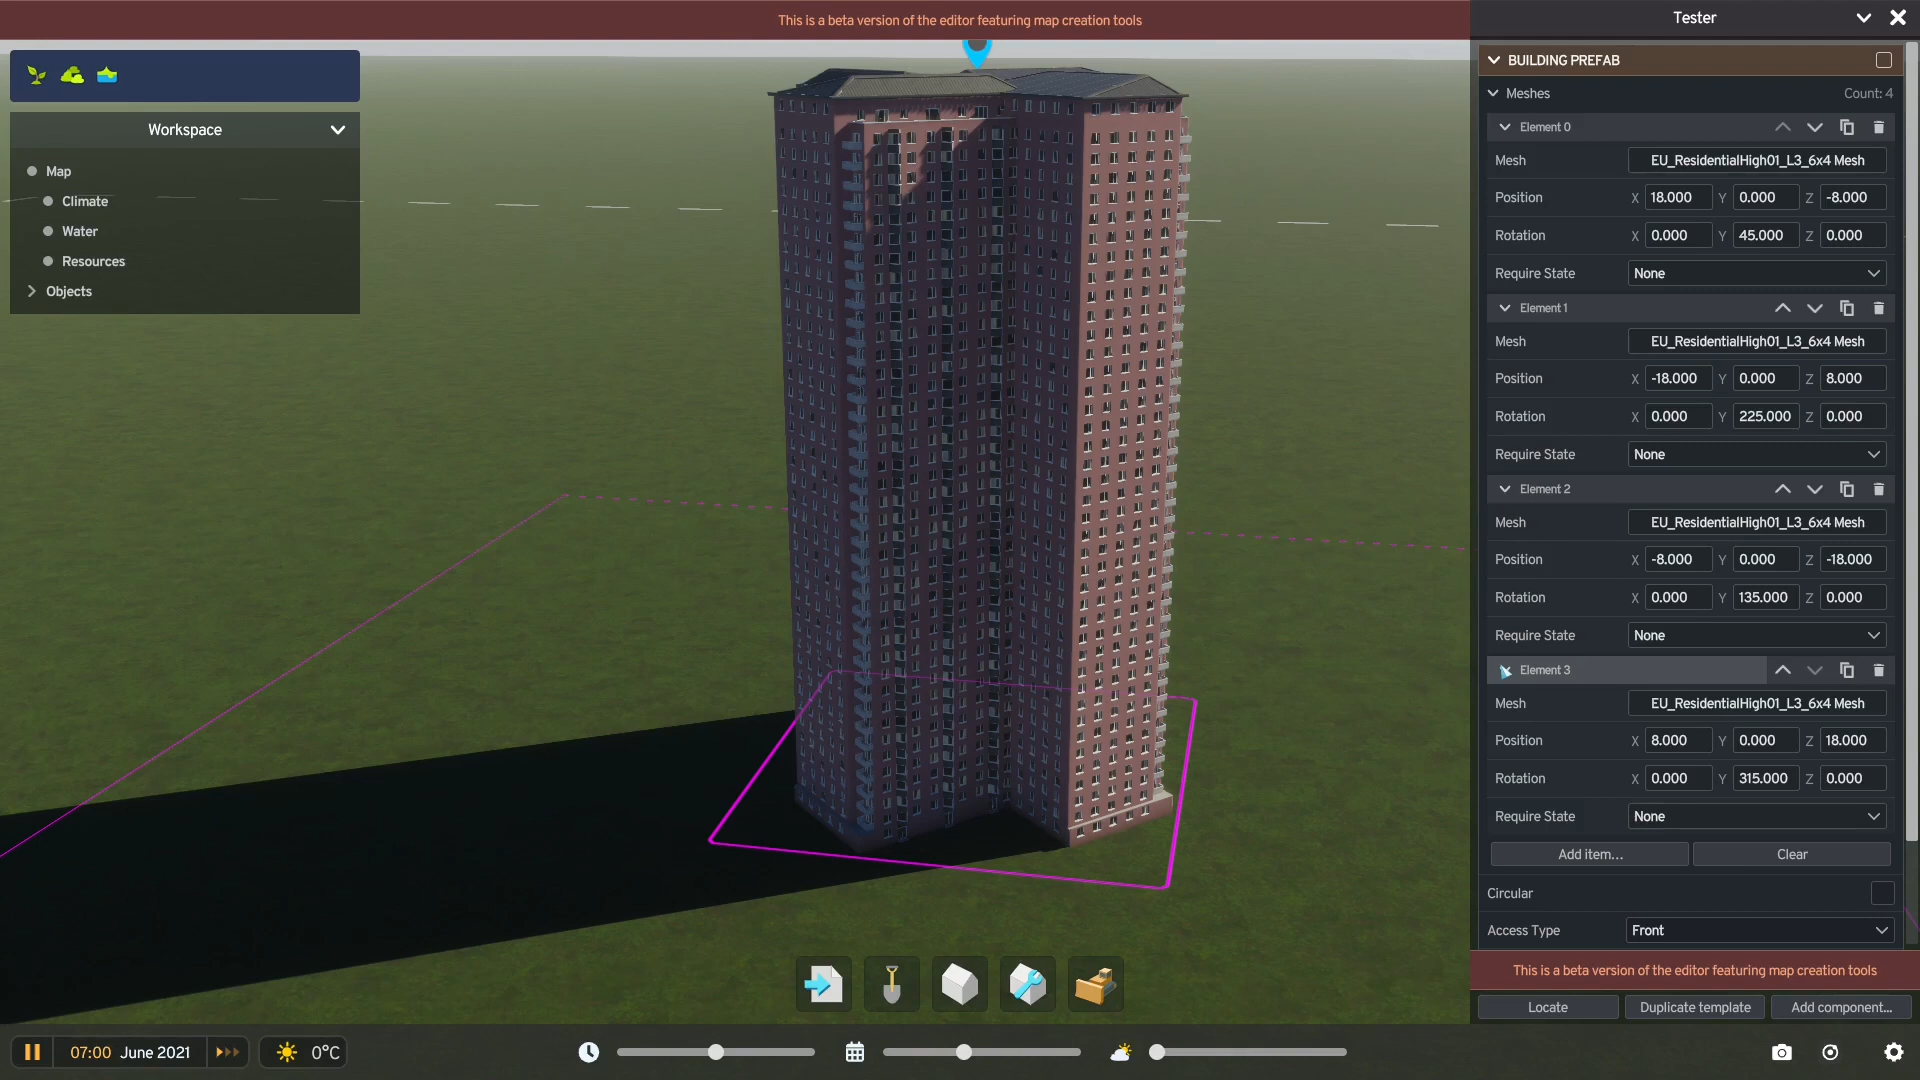 This is a beta version of the editor featuring map creation tools
Workspace
Map
Climate
Water
Resources
Objects
Tester
BUILDING PREFAB
Meshes Count: 4
Element 0
Mesh EU_ResidentialHigh01_L3_6x4 Mesh
Position X 18.000 Y 0.000 Z -8.000
Rotation X 0.000 Y 45.000 Z 0.000
Require State None
Element 1
Mesh EU_ResidentialHigh01_L3_6x4 Mesh
Position X -18.000 Y 0.000 Z 8.000
Rotation X 0.000 Y 225.000 Z 0.000
Require State None
Element 2
Mesh EU_ResidentialHigh01_L3_6x4 Mesh
Position X -8.000 Y 0.000 Z -18.000
Rotation X 0.000 Y 135.000 Z 0.000
Require State None
Element 3
Mesh EU_ResidentialHigh01_L3_6x4 Mesh
Position X 8.000 Y 0.000 Z 18.000
Rotation X 0.000 Y 315.000 Z 0.000
Require State None
Add item... Clear
Circular
Access Type Front
This is a beta version of the editor featuring map creation tools
Locate Duplicate template Add component...
07:00 June 2021 0°C